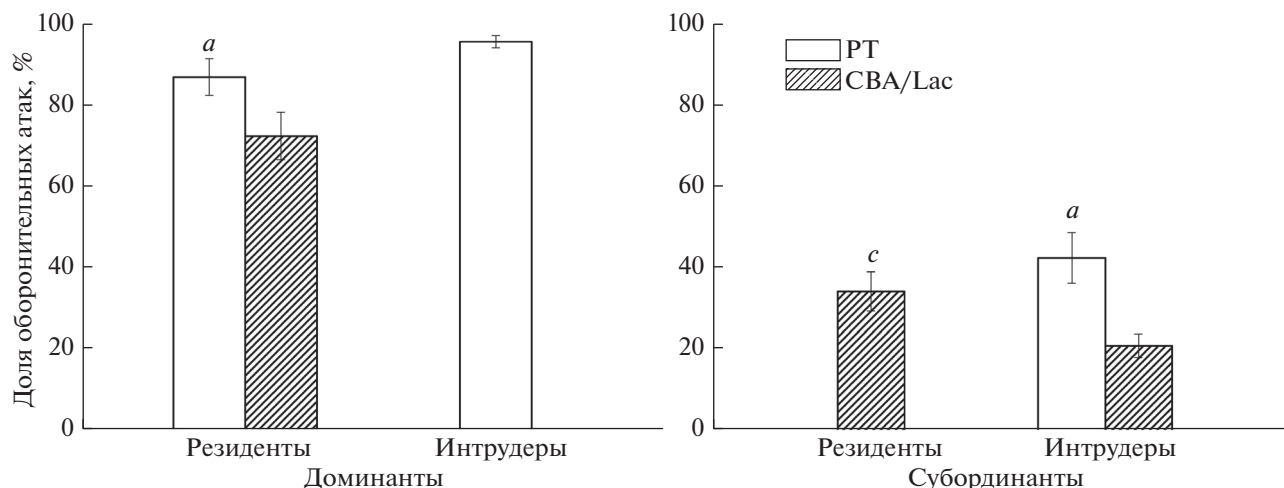 Доля оборонительных атак, %
100
80
60
40
20
0
a
Резиденты
Интрудеры
Доминанты
100
80
60
40
20
0
PT
CBA/Lac
c
a
Резиденты
Интрудеры
Субординанты